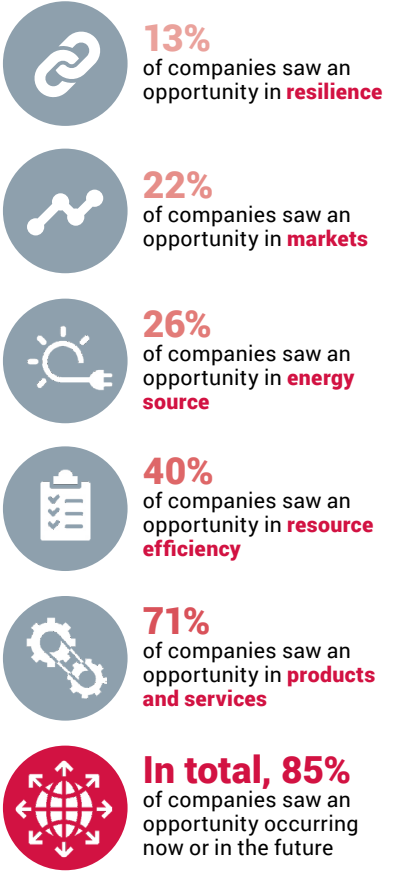 13%
of companies saw an
opportunity in resilience
22%
of companies saw an
opportunity in markets
26%
of companies saw an
opportunity in energy
source
40%
of companies saw an
opportunity in resource
efficiency
71%
of companies saw an
opportunity in products
and services
In total, 85%
of companies saw an
opportunity occurring
now or in the future